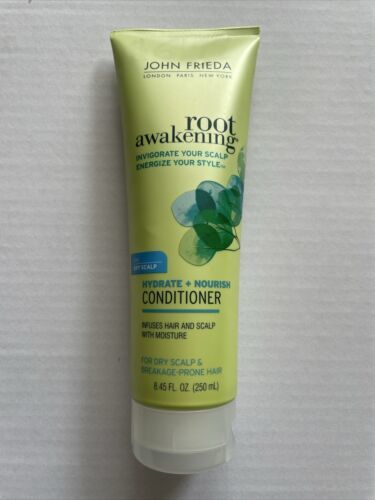 JOHN FRIEDA
LONDON PARIS NEW YORK
root
awakening
INVIGORATE YOUR SCALP
ENERGIZE YOUR STYLE
DRY SCALP
HYDRATE + NOURISH
CONDITIONER
INFUSES HAIR AND SCALP
WITH MOISTURE
FOR DRY SCALP &
BREAKAGE-PRONE HAIR
8.45 FL. OZ. (250 mL)